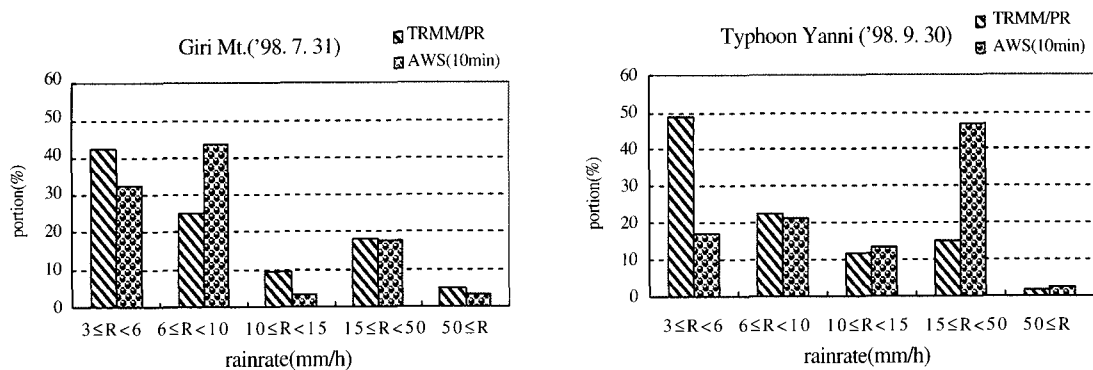 Giri Mt.('98. 7. 31)
TRMM/PR
AWS(10min)
60
50
40
30
20
10
0
portion(%)
3≤R<6 6≤R<10 10≤R<15 15≤R<50 50≤R
rainrate(mm/h)
Typhoon Yanni ('98. 9. 30)
TRMM/PR
AWS(10min)
60
50
40
30
20
10
0
portion(%)
3≤R<6 6≤R<10 10≤R<15 15≤R<50 50≤R
rainrate(mm/h)